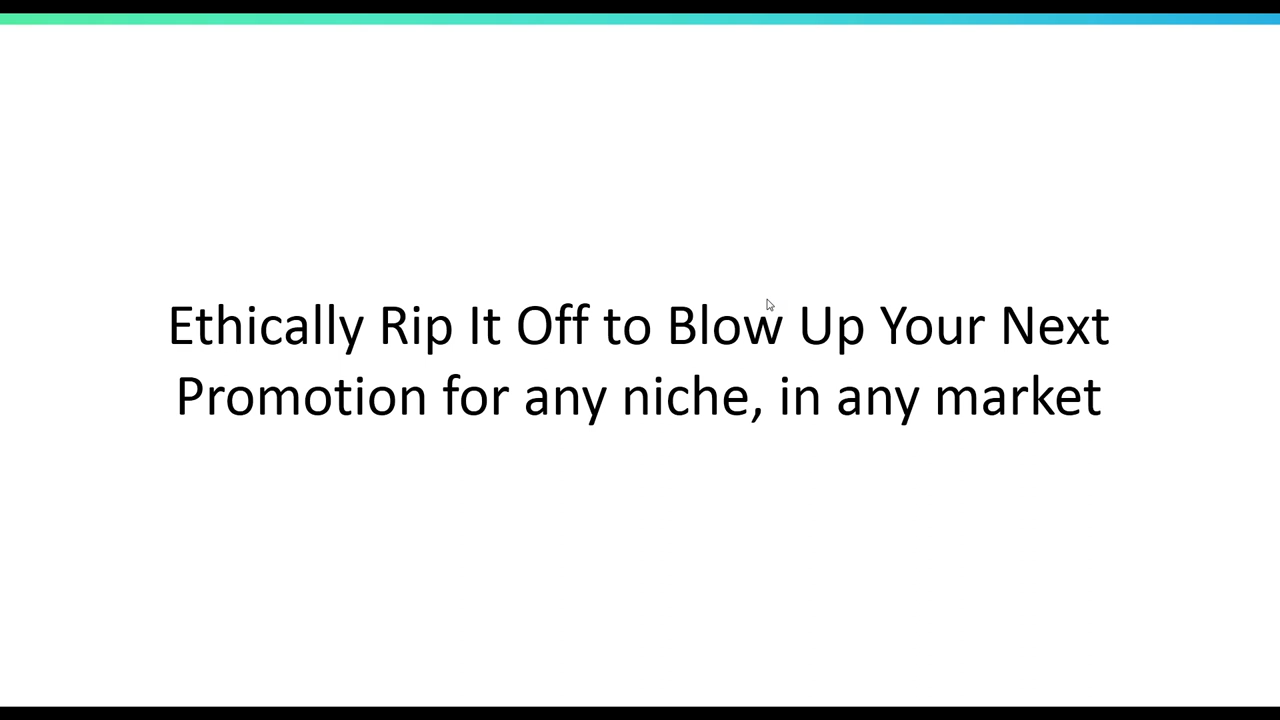 Ethically Rip It Off to Blow Up Your Next
Promotion for any niche, in any market